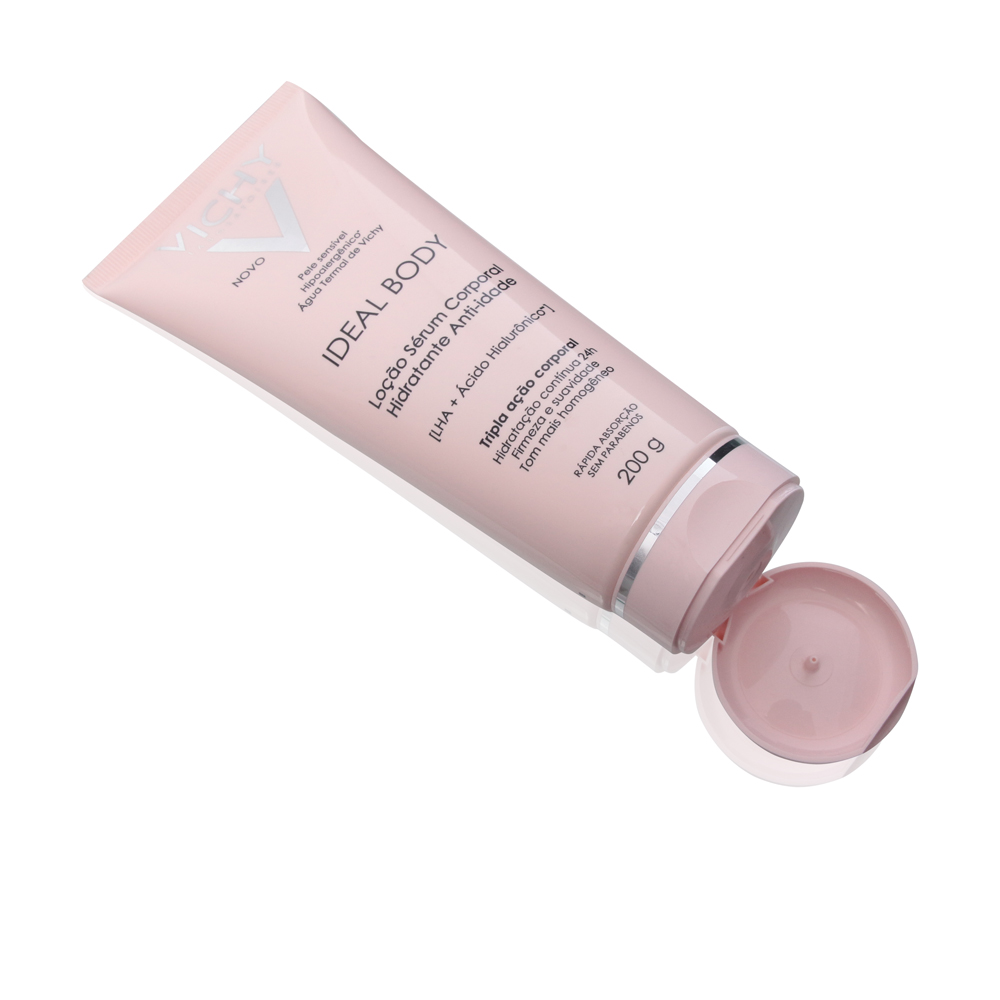 VICHY
NOVO
Pele sensível
Hipoalergênico*
Água Termal de Vichy
IDEAL BODY
Loção Sérum Corporal
Hidratante Anti-idade
[LHA + Ácido Hialurônico**]
Tripla ação corporal
Hidratação contínua 24h
Firmeza e suavidade
Tom mais homogêneo
RÁPIDA ABSORÇÃO
SEM PARABENOS
200 g